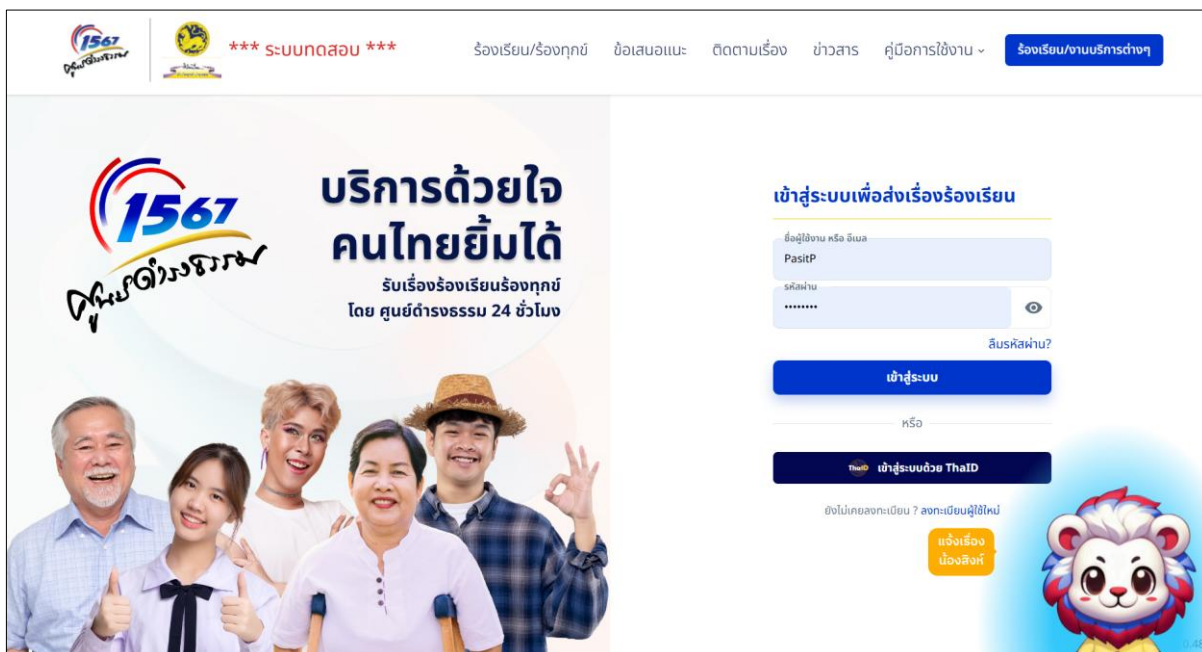 1567
ศูนย์ดำรงธรรม
*** ระบบทดสอบ ***
ร้องเรียน/ร้องทุกข์
ข้อเสนอแนะ
ติดตามเรื่อง
ข่าวสาร
คู่มือการใช้งาน
ร้องเรียน/งานบริการต่างๆ
1567
ศูนย์ดำรงธรรม
บริการด้วยใจ
คนไทยยิ้มได้
รับเรื่องร้องเรียนร้องทุกข์
โดย ศูนย์ดำรงธรรม 24 ชั่วโมง
เข้าสู่ระบบเพื่อส่งเรื่องร้องเรียน
ชื่อผู้ใช้งาน หรือ อีเมล
PasitP
รหัสผ่าน
••••••••
ลืมรหัสผ่าน?
เข้าสู่ระบบ
หรือ
ThaID เข้าสู่ระบบด้วย ThaID
ยังไม่เคยลงทะเบียน ? ลงทะเบียนผู้ใช้ใหม่
แจ้งเรื่อง
น้องสิงห์